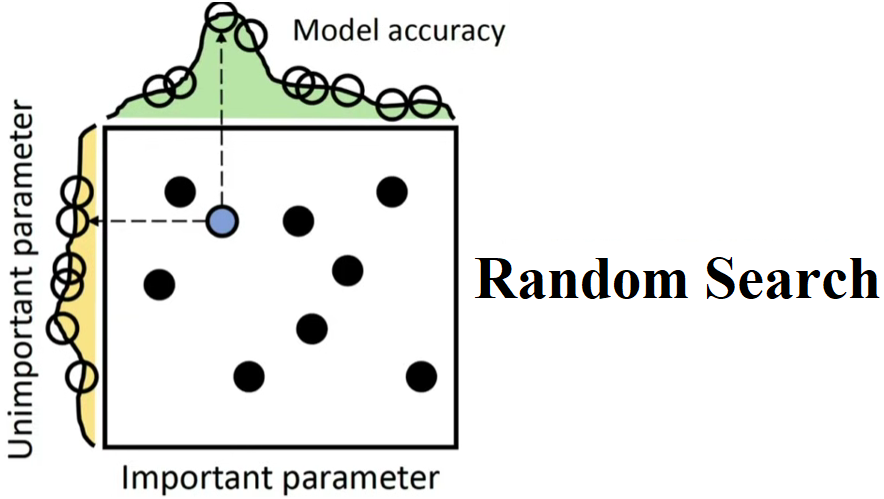 Model accuracy
Unimportant parameter
Random Search
Important parameter